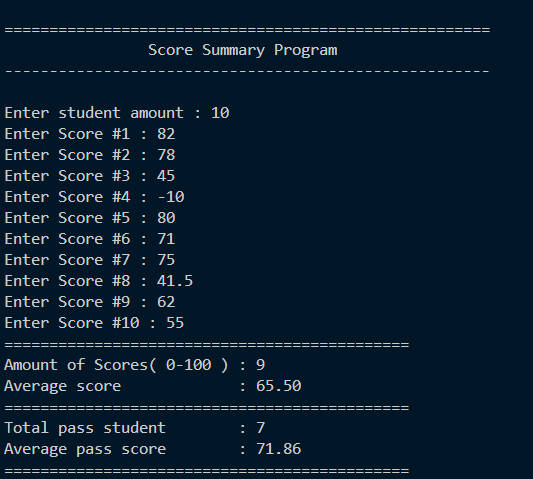 ======================================================
Score Summary Program
------------------------------------------------------
Enter student amount : 10
Enter Score #1 : 82
Enter Score #2 : 78
Enter Score #3 : 45
Enter Score #4 : -10
Enter Score #5 : 80
Enter Score #6 : 71
Enter Score #7 : 75
Enter Score #8 : 41.5
Enter Score #9 : 62
Enter Score #10 : 55
=============================================
Amount of Scores( 0-100 ) : 9
Average score             : 65.50
=============================================
Total pass student        : 7
Average pass score        : 71.86
=============================================